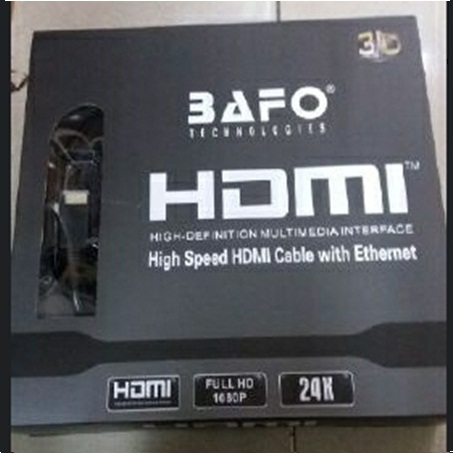 3D
BAFO®
TECHNOLOGIES
HDMI™
HIGH-DEFINITION MULTIMEDIA INTERFACE
High Speed HDMI Cable with Ethernet
HDMI
FULL HD
1080P
24K